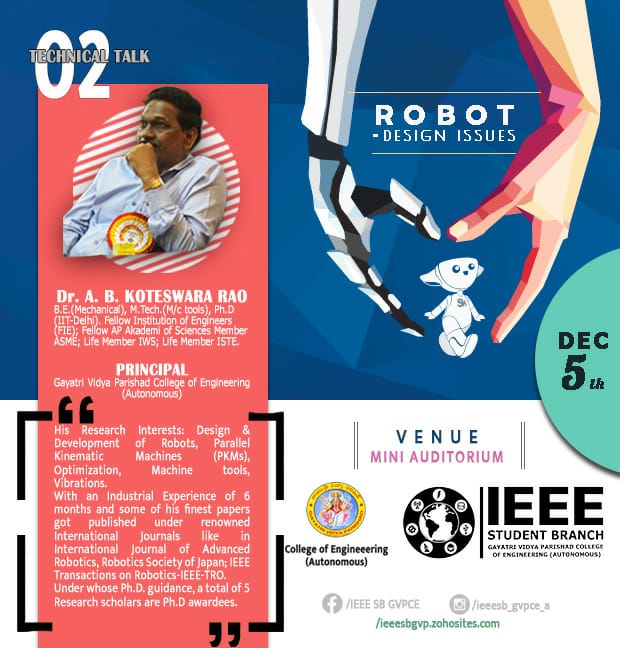 02
TECHNICAL TALK
ROBOT
-DESIGN ISSUES
Dr. A. B. KOTESWARA RAO
B.E.(Mechanical), M.Tech.(M/c tools), Ph.D
(IIT-Delhi). Fellow Institution of Engineers
(FIE); Fellow AP Akademi of Sciences Member
ASME; Life Member IWS; Life Member ISTE.
PRINCIPAL
Gayatri Vidya Parishad College of Engineering
(Autonomous)
DEC
5th
“
His Research Interests: Design &
Development of Robots, Parallel
Kinematic Machines (PKMs),
Optimization, Machine tools,
Vibrations.
With an Industrial Experience of 6
months and some of his finest papers
got published under renowned
International Journals like in
International Journal of Advanced
Robotics, Robotics Society of Japan; IEEE
Transactions on Robotics-IEEE-TRO.
Under whose Ph.D. guidance, a total of 5
Research scholars are Ph.D awardees.
”
VENUE
MINI AUDITORIUM
College of Engineering
(Autonomous)
IEEE
STUDENT BRANCH
GAYATRI VIDYA PARISHAD COLLEGE
OF ENGINEERING (AUTONOMOUS)
/IEEE SB GVPCE
/ieeesb_gvpce_a
/ieeesbgvp.zohosites.com